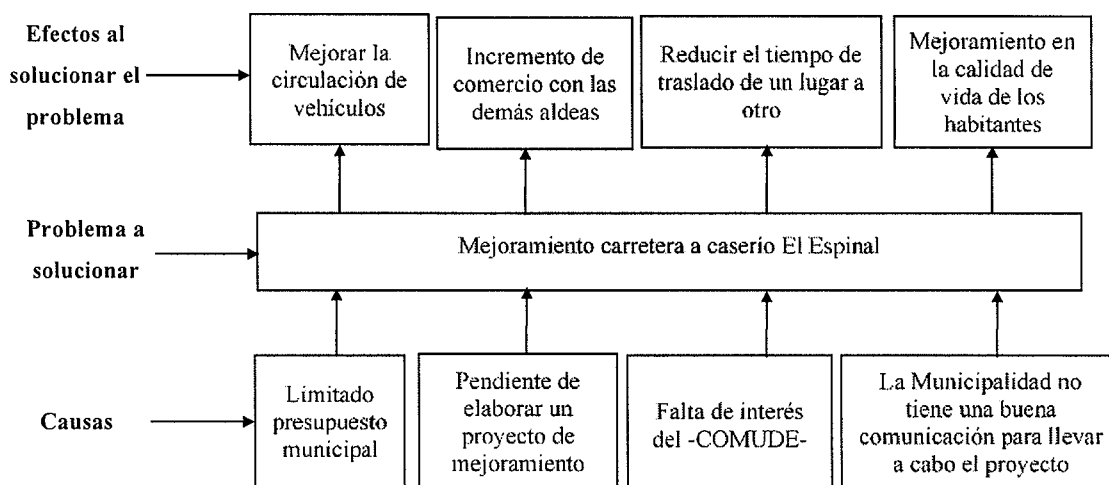 Efectos al
solucionar el
problema
Mejorar la
circulación de
vehículos
Incremento de
comercio con las
demás aldeas
Reducir el tiempo de
traslado de un lugar a
otro
Mejoramiento en
la calidad de
vida de los
habitantes
Problema a
solucionar
Mejoramiento carretera a caserío El Espinal
Causas
Limitado
presupuesto
municipal
Pendiente de
elaborar un
proyecto de
mejoramiento
Falta de interés
del -COMUDE-
La Municipalidad no
tiene una buena
comunicación para llevar
a cabo el proyecto